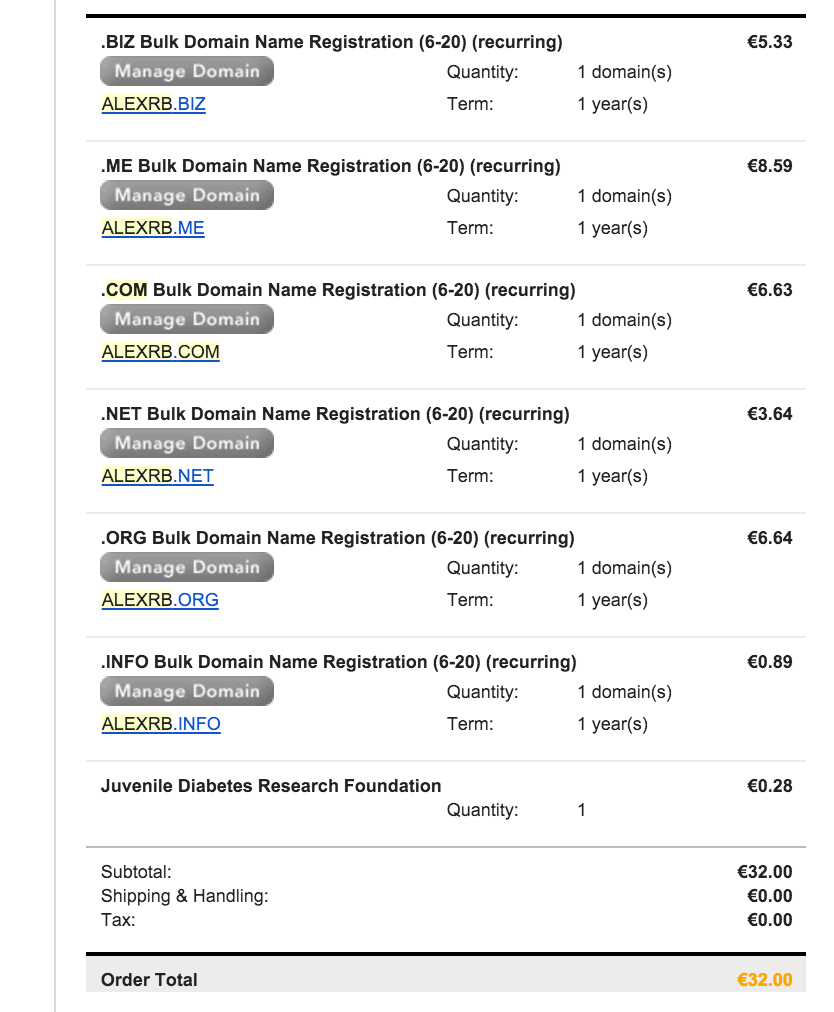 .BIZ Bulk Domain Name Registration (6-20) (recurring) €5.33
Manage Domain Quantity: 1 domain(s)
ALEXRB.BIZ Term: 1 year(s)
.ME Bulk Domain Name Registration (6-20) (recurring) €8.59
Manage Domain Quantity: 1 domain(s)
ALEXRB.ME Term: 1 year(s)
.COM Bulk Domain Name Registration (6-20) (recurring) €6.63
Manage Domain Quantity: 1 domain(s)
ALEXRB.COM Term: 1 year(s)
.NET Bulk Domain Name Registration (6-20) (recurring) €3.64
Manage Domain Quantity: 1 domain(s)
ALEXRB.NET Term: 1 year(s)
.ORG Bulk Domain Name Registration (6-20) (recurring) €6.64
Manage Domain Quantity: 1 domain(s)
ALEXRB.ORG Term: 1 year(s)
.INFO Bulk Domain Name Registration (6-20) (recurring) €0.89
Manage Domain Quantity: 1 domain(s)
ALEXRB.INFO Term: 1 year(s)
Juvenile Diabetes Research Foundation €0.28
Quantity: 1
Subtotal: €32.00
Shipping & Handling: €0.00
Tax: €0.00
Order Total €32.00